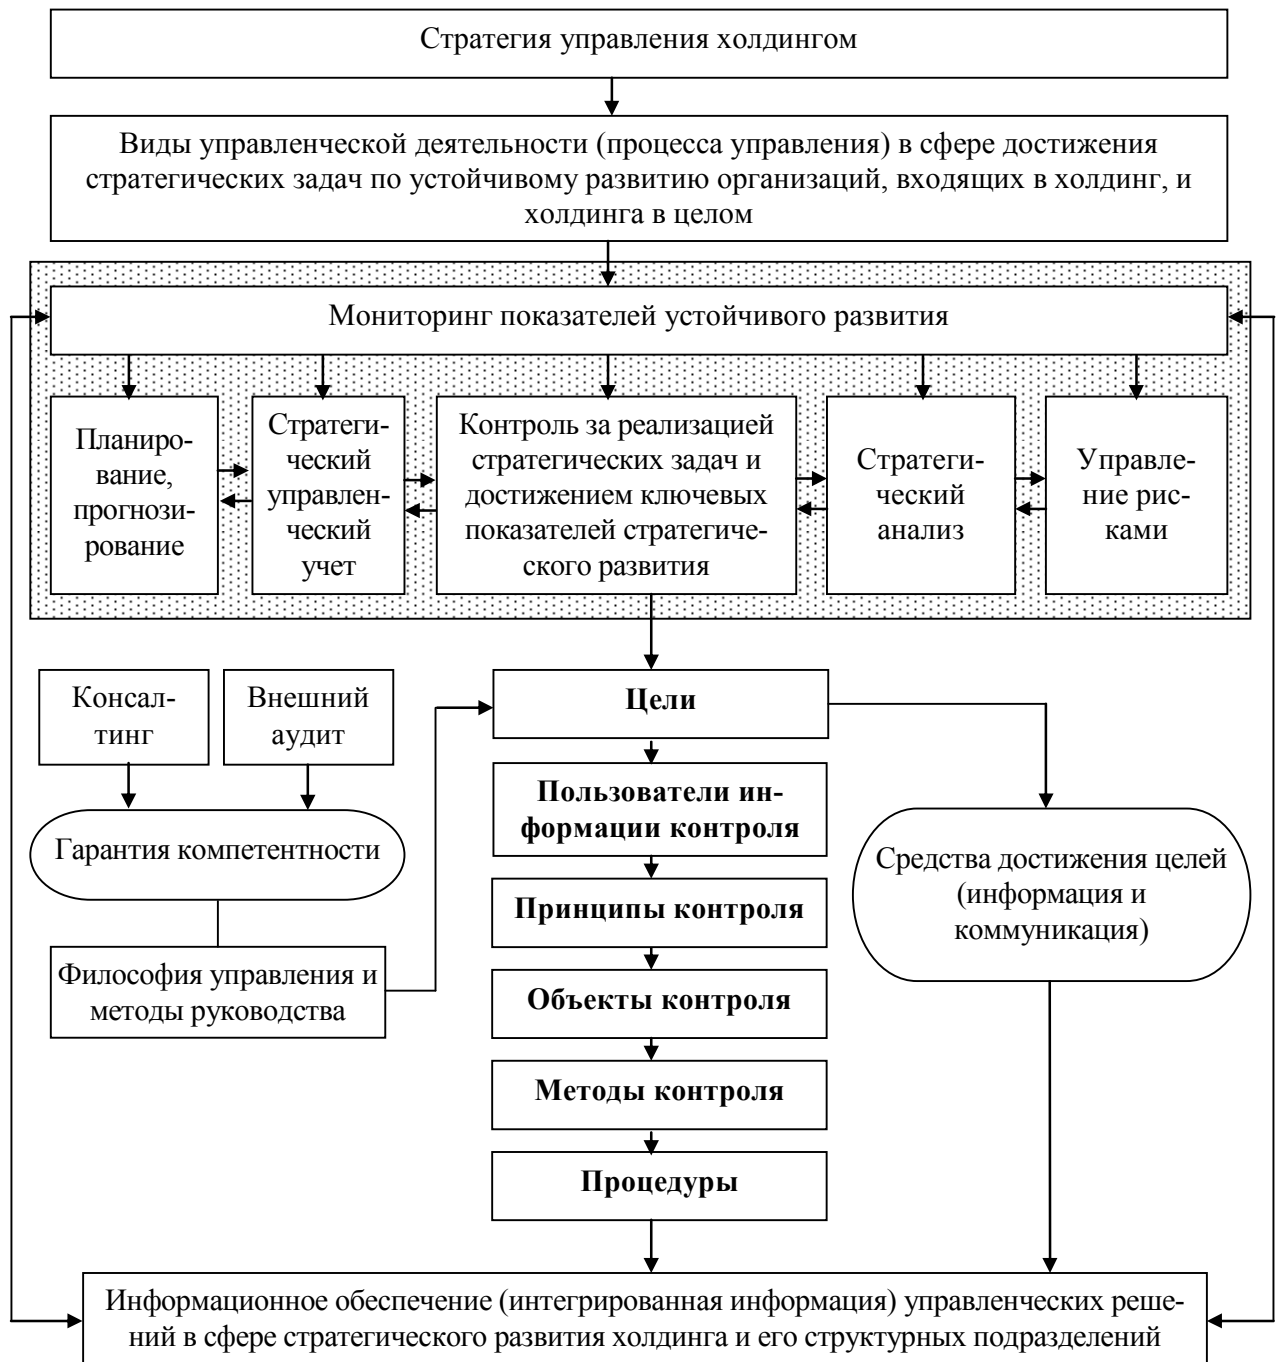 Стратегия управления холдингом
Виды управленческой деятельности (процесса управления) в сфере достижения
стратегических задач по устойчивому развитию организаций, входящих в холдинг, и
холдинга в целом
Мониторинг показателей устойчивого развития
Планиро-
вание,
прогнози-
рование
Стратеги-
ческий
управлен-
ческий
учет
Контроль за реализацией
стратегических задач и
достижением ключевых
показателей стратегиче-
ского развития
Стратеги-
ческий
анализ
Управле-
ние рис-
ками
Консал-
тинг
Внешний
аудит
Гарантия компетентности
Философия управления и
методы руководства
Цели
Пользователи ин-
формации контроля
Принципы контроля
Объекты контроля
Методы контроля
Процедуры
Средства достижения целей
(информация и
коммуникация)
Информационное обеспечение (интегрированная информация) управленческих реше-
ний в сфере стратегического развития холдинга и его структурных подразделений